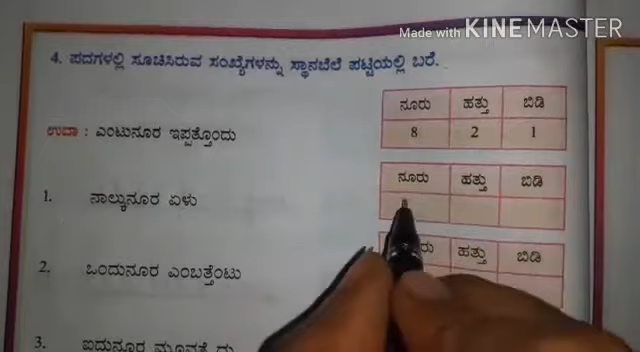 Made with KINEMASTER
4. ಪದಗಳಲ್ಲಿ ಸೂಚಿಸಿರುವ ಸಂಖ್ಯೆಗಳನ್ನು ಸ್ಥಾನಬೆಲೆ ಪಟ್ಟಿಯಲ್ಲಿ ಬರೆ.
ನೂರು ಹತ್ತು ಬಿಡಿ
ಉದಾ : ಎಂಟುನೂರ ಇಪ್ಪತ್ತೊಂದು 8 2 1
ನೂರು ಹತ್ತು ಬಿಡಿ
1. ನಾಲ್ಕುನೂರ ಏಳು
ಹತ್ತು ಬಿಡಿ
2. ಒಂದುನೂರ ಎಂಬತ್ತೆಂಟು
3. ಐದುನೂರ